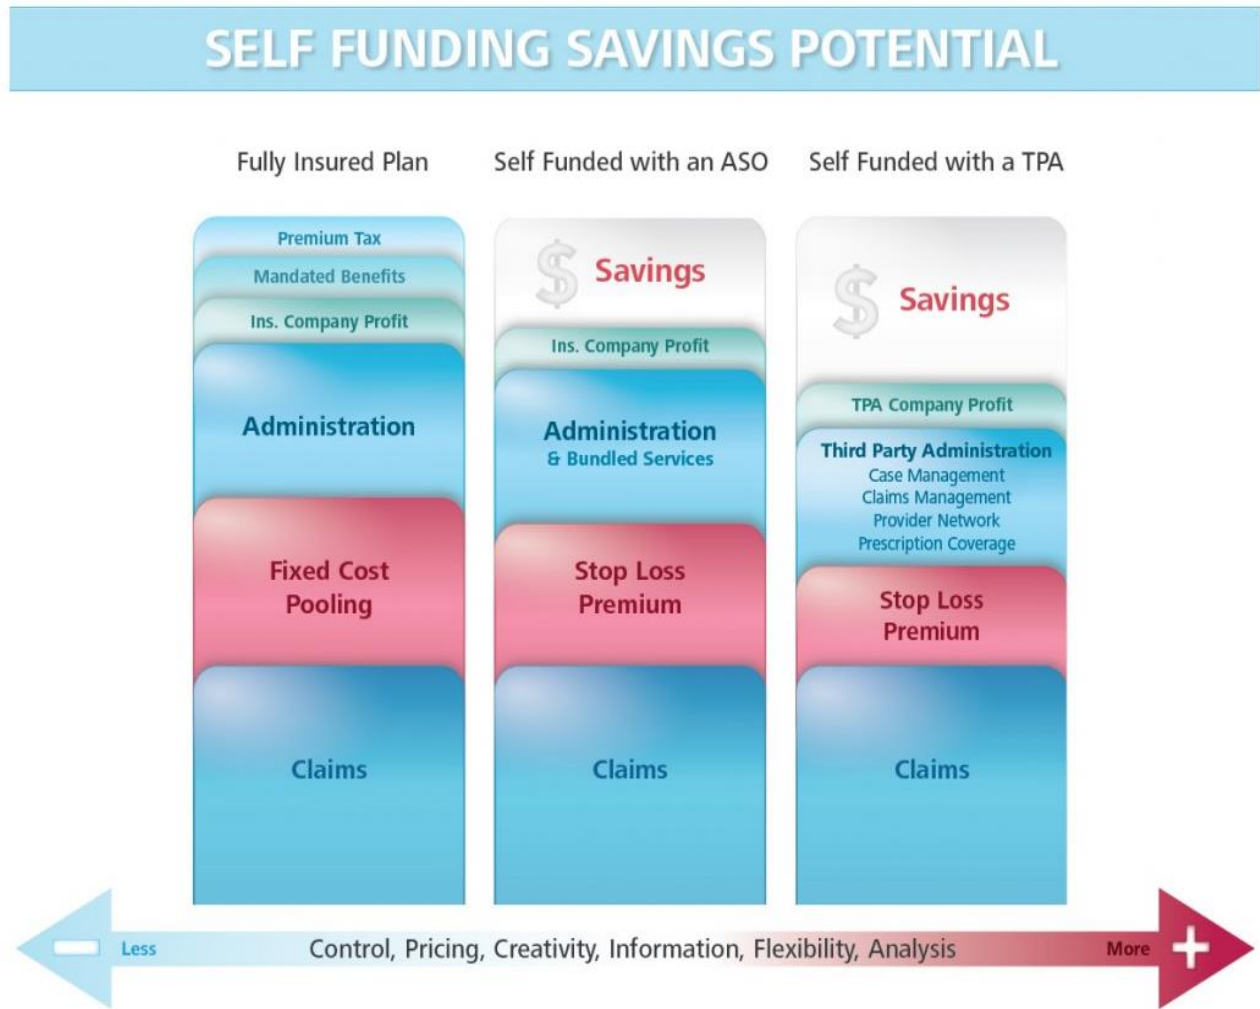 SELF FUNDING SAVINGS POTENTIAL
Fully Insured Plan
Premium Tax
Mandated Benefits
Ins. Company Profit
Administration
Fixed Cost
Pooling
Claims
Self Funded with an ASO
$ Savings
Ins. Company Profit
Administration
& Bundled Services
Stop Loss
Premium
Claims
Self Funded with a TPA
$ Savings
TPA Company Profit
Third Party Administration
Case Management
Claims Management
Provider Network
Prescription Coverage
Stop Loss
Premium
Claims
− Less Control, Pricing, Creativity, Information, Flexibility, Analysis More +